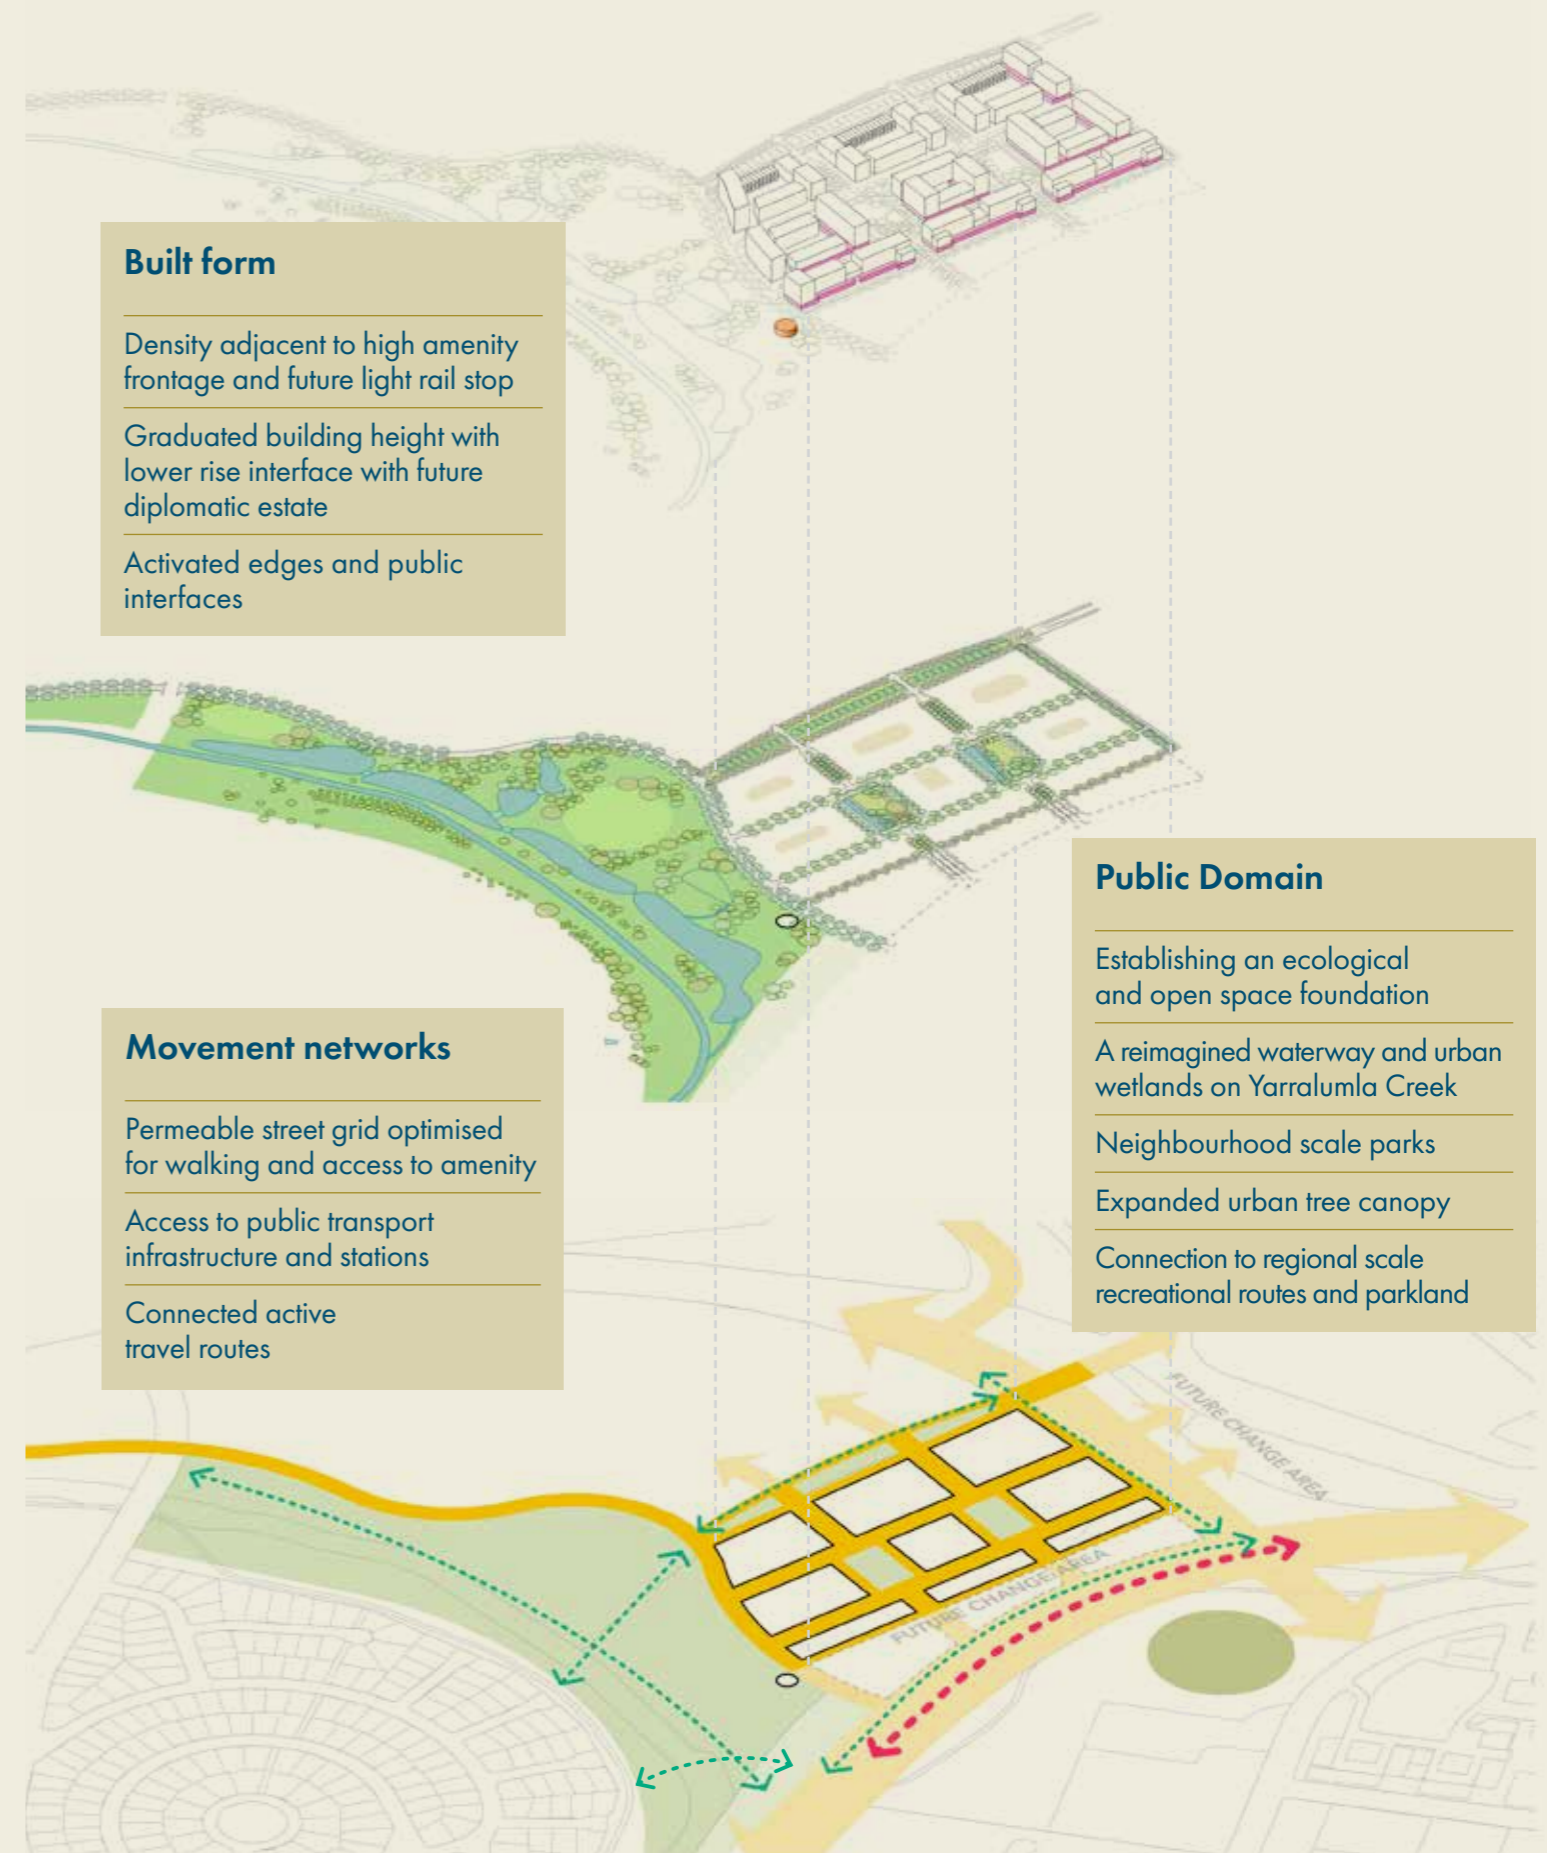 Built form
Density adjacent to high amenity
frontage and future light rail stop
Graduated building height with
lower rise interface with future
diplomatic estate
Activated edges and public
interfaces
Public Domain
Establishing an ecological
and open space foundation
A reimagined waterway and urban
wetlands on Yarralumla Creek
Neighbourhood scale parks
Expanded urban tree canopy
Connection to regional scale
recreational routes and parkland
Movement networks
Permeable street grid optimised
for walking and access to amenity
Access to public transport
infrastructure and stations
Connected active
travel routes
FUTURE CHANGE AREA
FUTURE CHANGE AREA